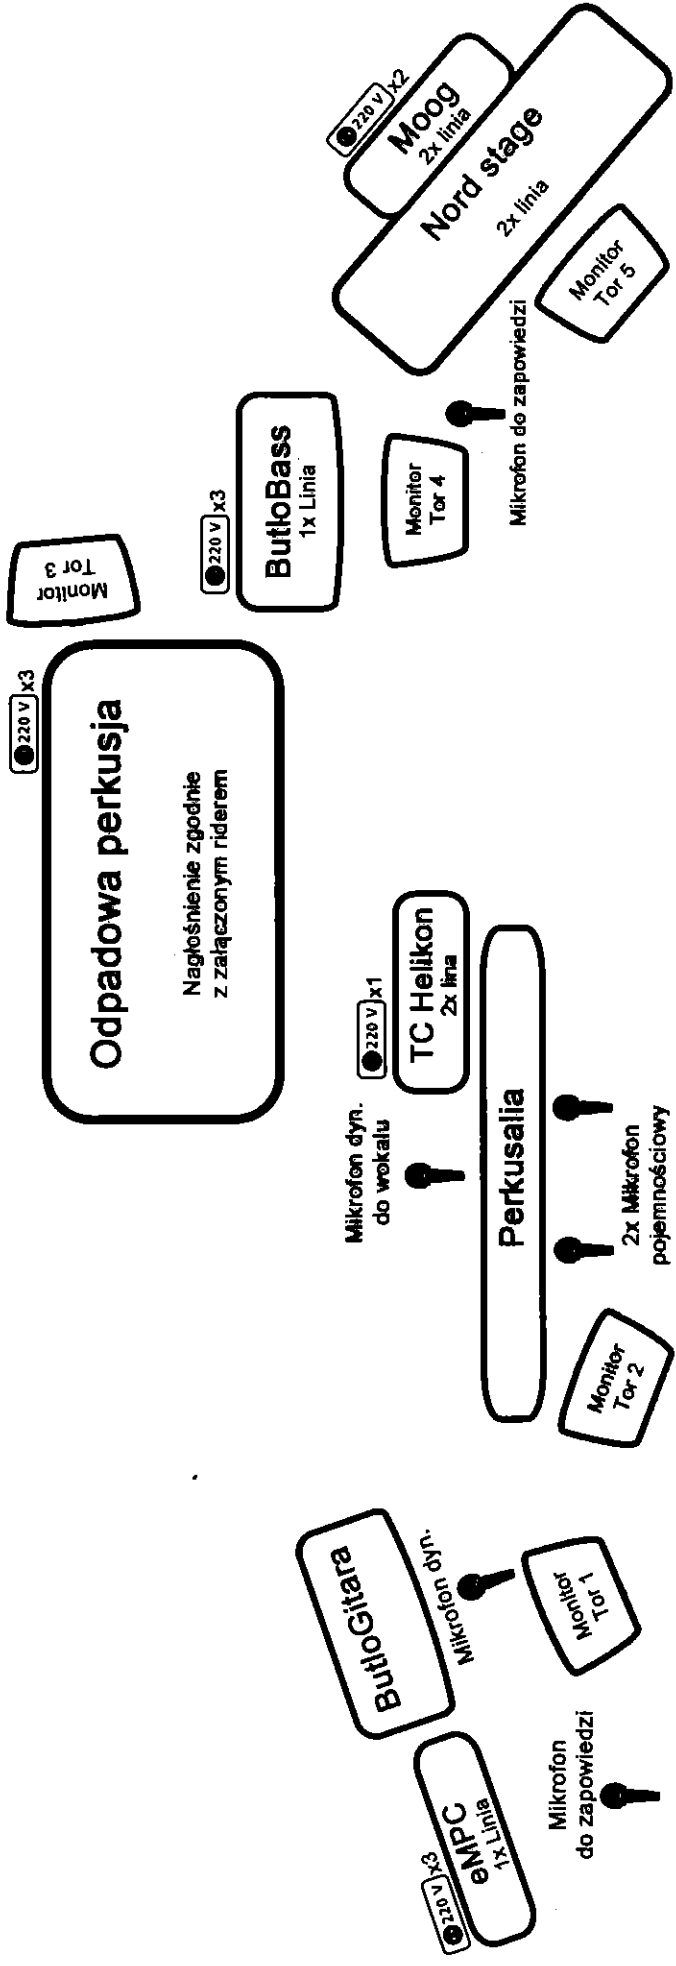 220 V x3
Odpadowa perkusja
Nagłośnienie zgodnie
z załączonym riderem
Monitor
Tor 3
220 V x3
ButloBass
1x Linia
Monitor
Tor 4
Mikrofon do zapowiedzi
220 V x2
Moog
2x linia
Nord stage
2x linia
Monitor
Tor 5
220 V x1
TC Helikon
2x lina
Mikrofon dyn.
do wokalu
Perkusalia
2x Mikrofon
pojemnościowy
Monitor
Tor 2
ButloGitara
Mikrofon dyn.
Monitor
Tor 1
220 V x3
eMPC
1x Linia
Mikrofon
do zapowiedzi